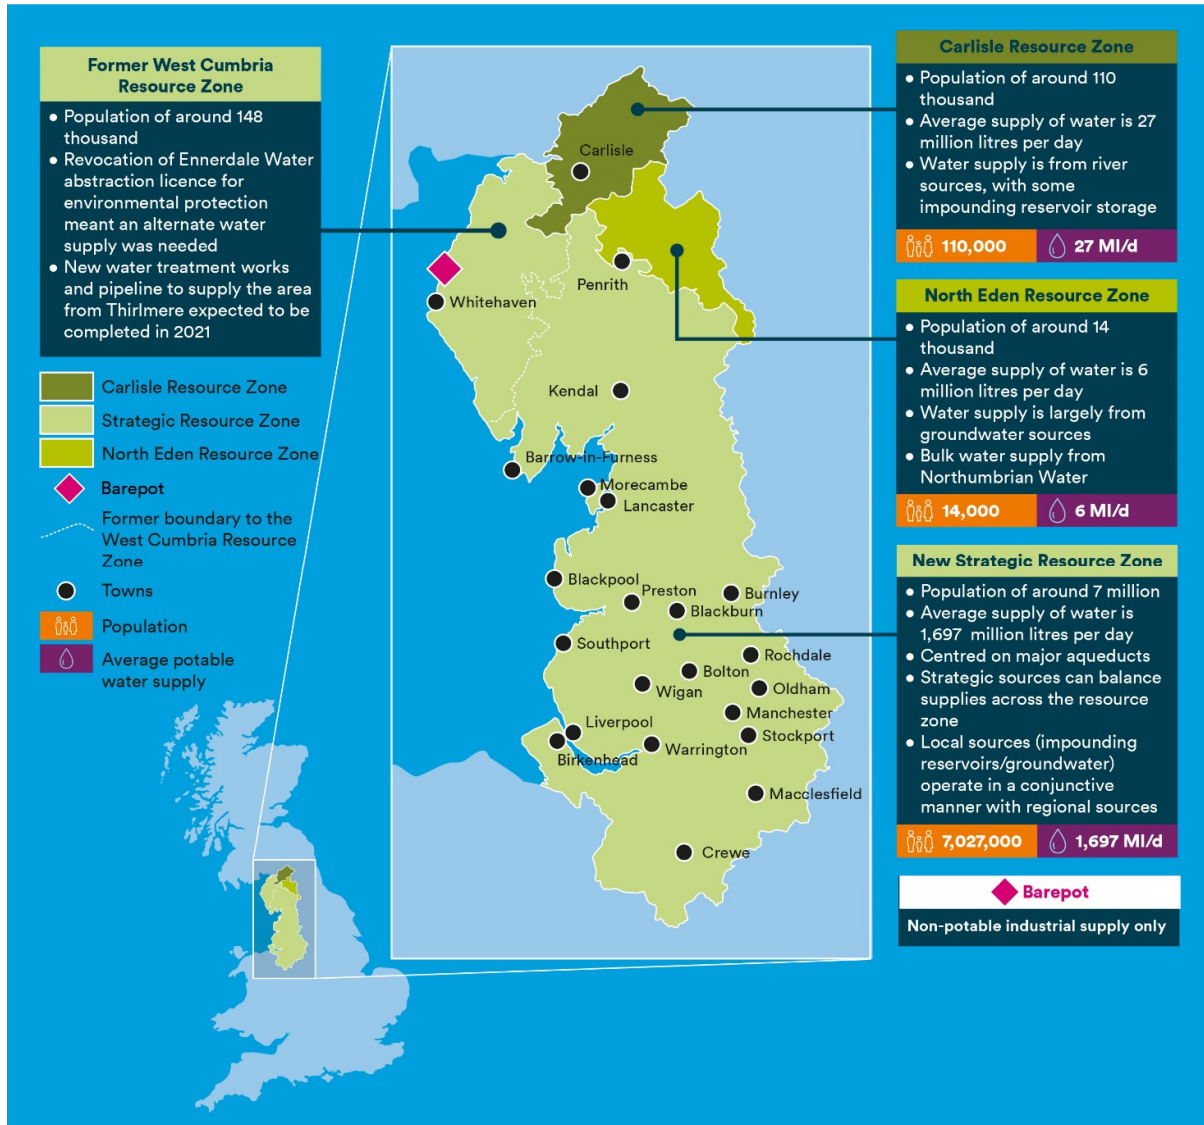 Former West Cumbria
Resource Zone
● Population of around 148
thousand
● Revocation of Ennerdale Water
abstraction licence for
environmental protection
meant an alternate water
supply was needed
● New water treatment works
and pipeline to supply the area
from Thirlmere expected to be
completed in 2021
Carlisle Resource Zone
Strategic Resource Zone
North Eden Resource Zone
Barepot
Former boundary to the
West Cumbria Resource
Zone
Towns
Population
Average potable
water supply
Carlisle
Penrith
Whitehaven
Kendal
Barrow-in-Furness
Morecambe
Lancaster
Blackpool
Preston
Burnley
Blackburn
Southport
Rochdale
Bolton
Wigan
Oldham
Manchester
Liverpool
Stockport
Warrington
Birkenhead
Macclesfield
Crewe
Carlisle Resource Zone
● Population of around 110
thousand
● Average supply of water is 27
million litres per day
● Water supply is from river
sources, with some
impounding reservoir storage
110,000 27 Ml/d
North Eden Resource Zone
● Population of around 14
thousand
● Average supply of water is 6
million litres per day
● Water supply is largely from
groundwater sources
● Bulk water supply from
Northumbrian Water
14,000 6 Ml/d
New Strategic Resource Zone
● Population of around 7 million
● Average supply of water is
1,697 million litres per day
● Centred on major aqueducts
● Strategic sources can balance
supplies across the resource
zone
● Local sources (impounding
reservoirs/groundwater)
operate in a conjunctive
manner with regional sources
7,027,000 1,697 Ml/d
Barepot
Non-potable industrial supply only